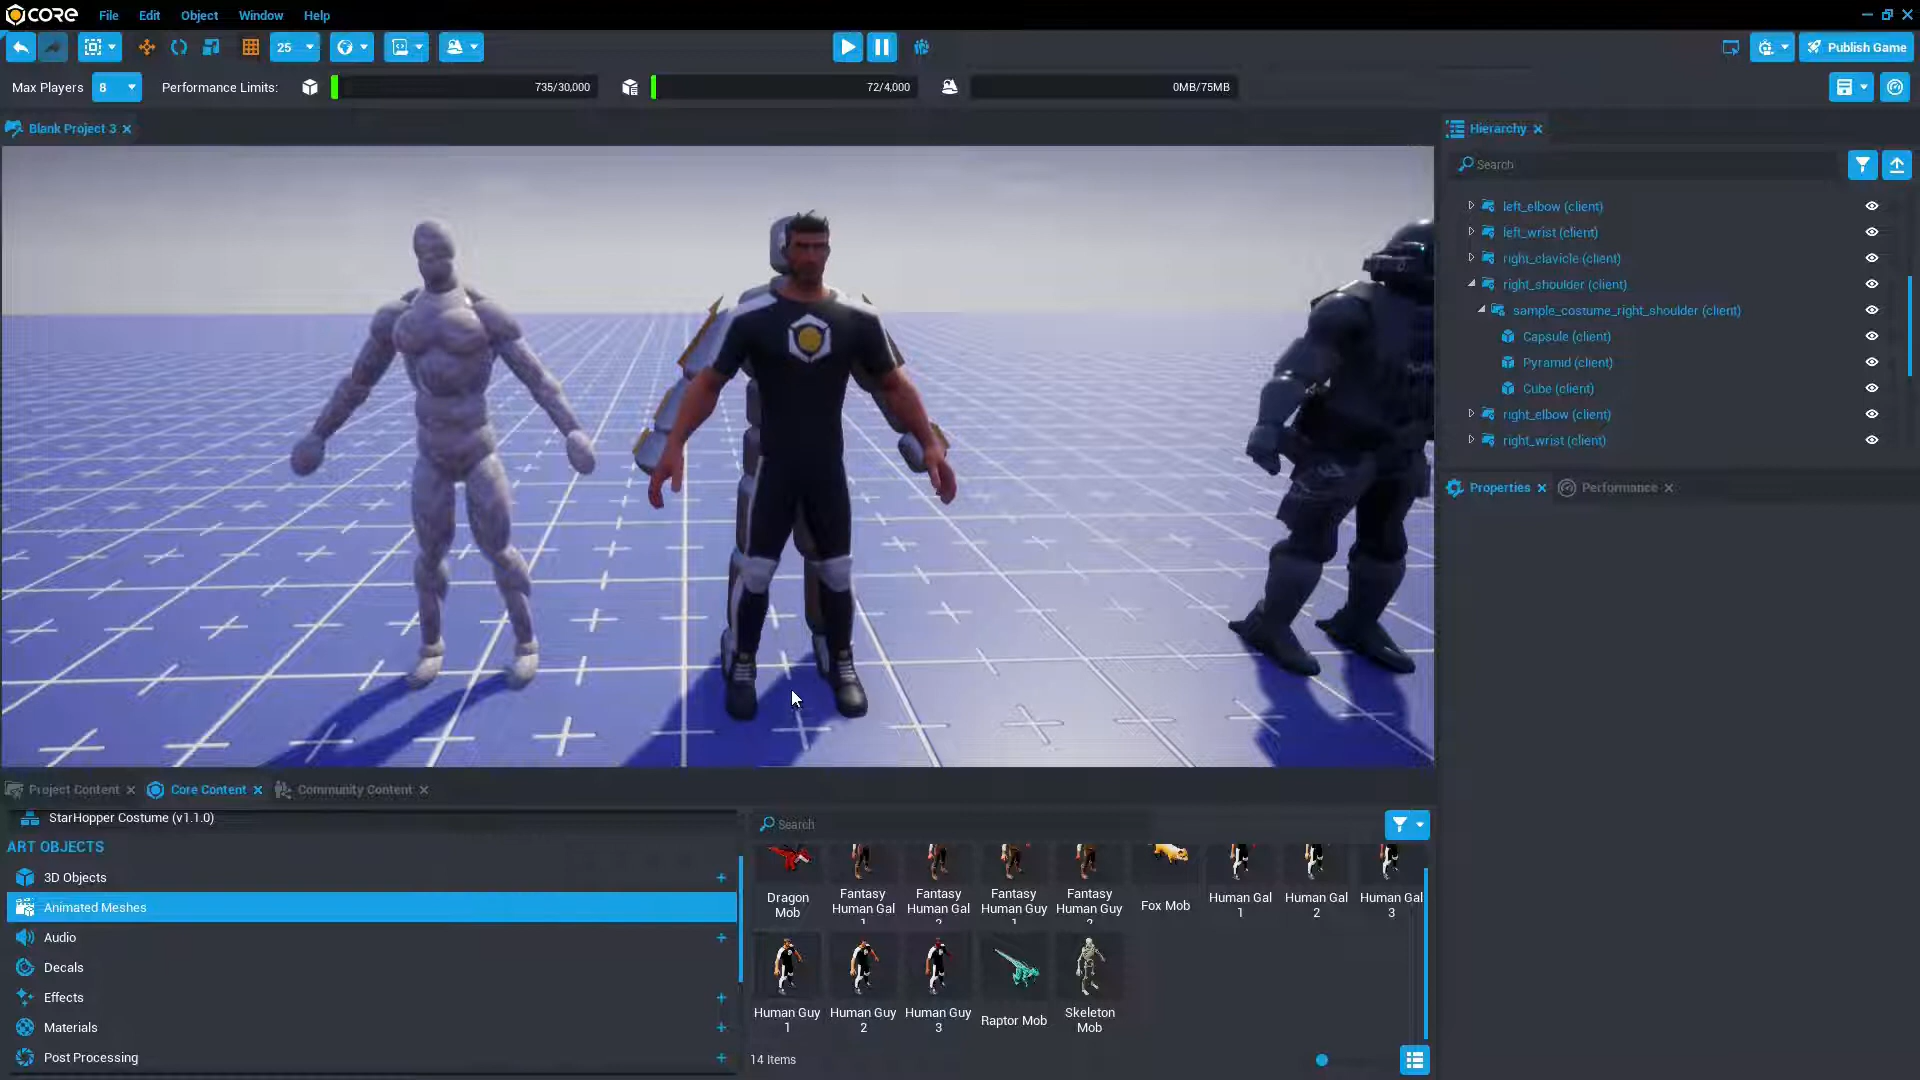 CORE
File Edit Object Window Help
25
Publish Game
Max Players 8 Performance Limits: 735/30,000 72/4,000 0MB/75MB
Blank Project 3
Hierarchy
Search
left_elbow (client)
left_wrist (client)
right_clavicle (client)
right_shoulder (client)
sample_costume_right_shoulder (client)
Capsule (client)
Pyramid (client)
Cube (client)
right_elbow (client)
right_wrist (client)
Properties Performance
Project Content Core Content Community Content
StarHopper Costume (v1.1.0)
ART OBJECTS
3D Objects
Animated Meshes
Audio
Decals
Effects
Materials
Post Processing
Search
Dragon Mob
Fantasy Human Gal 1
Fantasy Human Gal 2
Fantasy Human Guy 1
Fantasy Human Guy 2
Fox Mob
Human Gal 1
Human Gal 2
Human Gal 3
Human Guy 1
Human Guy 2
Human Guy 3
Raptor Mob
Skeleton Mob
14 Items